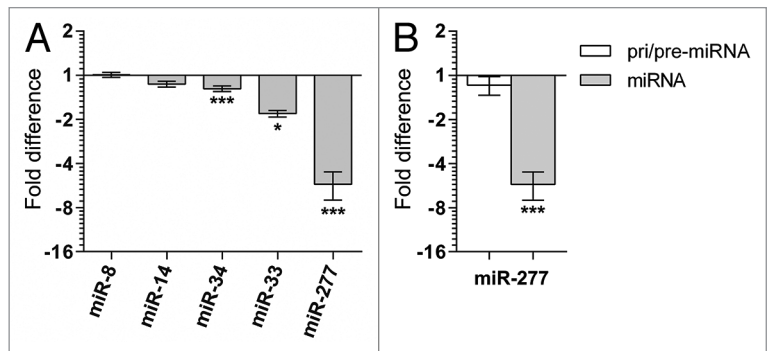 A
Fold difference
2
1
-2
-4
-8
-16
***
*
***
miR-8
miR-14
miR-34
miR-33
miR-277
B
Fold difference
2
1
-2
-4
-8
-16
***
miR-277
pri/pre-miRNA
miRNA